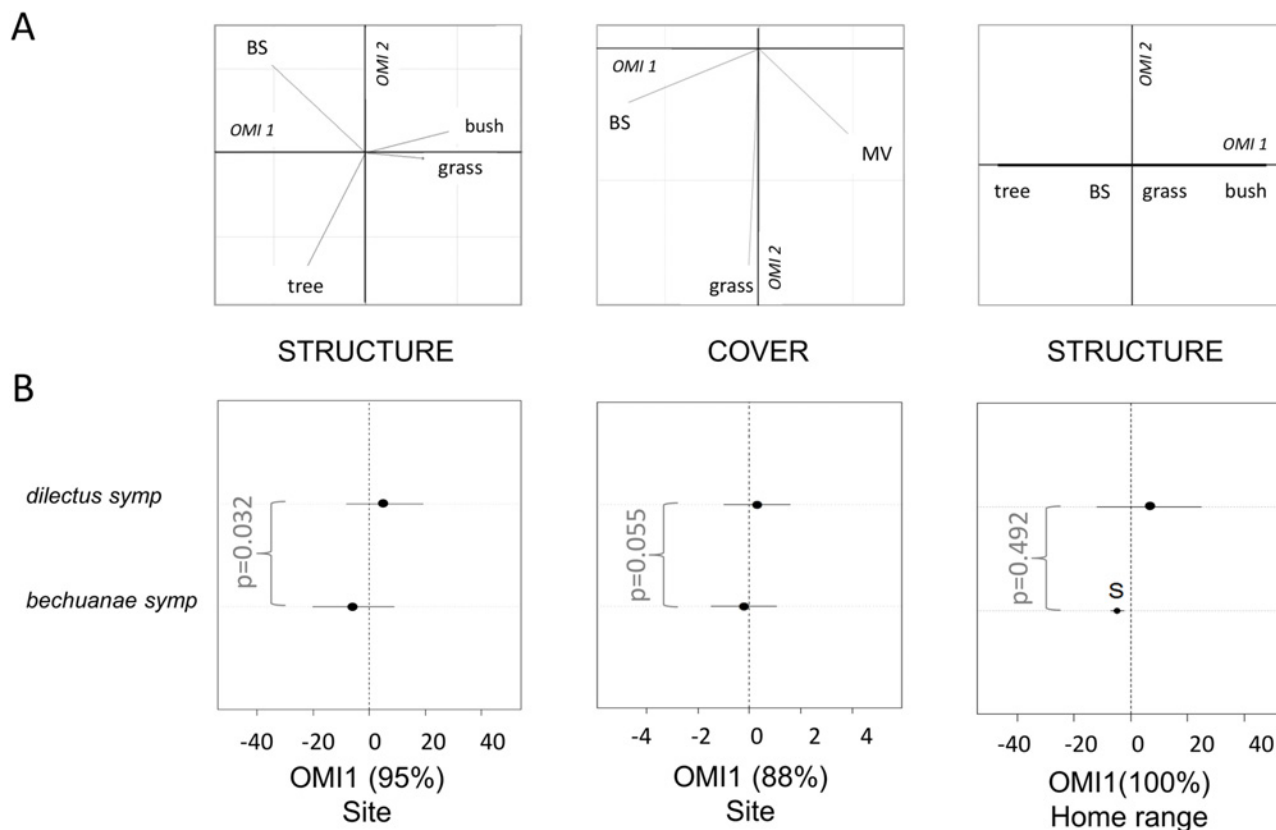 A
BS
OMI 2
OMI 1
bush
grass
tree
STRUCTURE
OMI 1
BS
MV
grass
OMI 2
COVER
OMI 2
OMI 1
tree BS grass bush
STRUCTURE
B
dilectus symp
bechuanae symp
p=0.032
-40 -20 0 20 40
OMI1 (95%)
Site
p=0.055
-4 -2 0 2 4
OMI1 (88%)
Site
p=0.492
S
-40 -20 0 20 40
OMI1(100%)
Home range